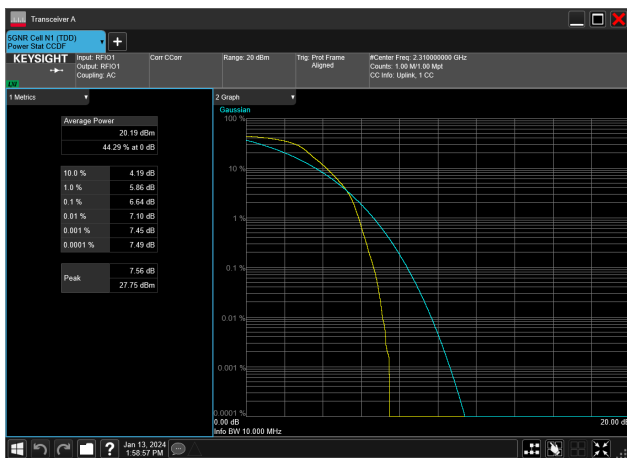 Transceiver A
5GNR Cell N1 (TDD)
Power Stat CCDF
KEYSIGHT
LVI
Input: RFIO1
Output: RFIO1
Coupling: AC
Corr CCorr
Range: 20 dBm
Trig: Prot Frame
Aligned
#Center Freq: 2.310000000 GHz
Counts: 1.00 M/1.00 Mpt
CC Info: Uplink, 1 CC
1 Metrics
Average Power
20.19 dBm
44.29 % at 0 dB
10.0 % 4.19 dB
1.0 % 5.86 dB
0.1 % 6.64 dB
0.01 % 7.10 dB
0.001 % 7.45 dB
0.0001 % 7.49 dB
Peak
7.56 dB
27.75 dBm
2 Graph
Gaussian
100 %
10 %
1 %
0.1 %
0.01 %
0.001 %
0.0001 %
0.00 dB
20.00 dB
Info BW 10.000 MHz
Jan 13, 2024
1:58:57 PM